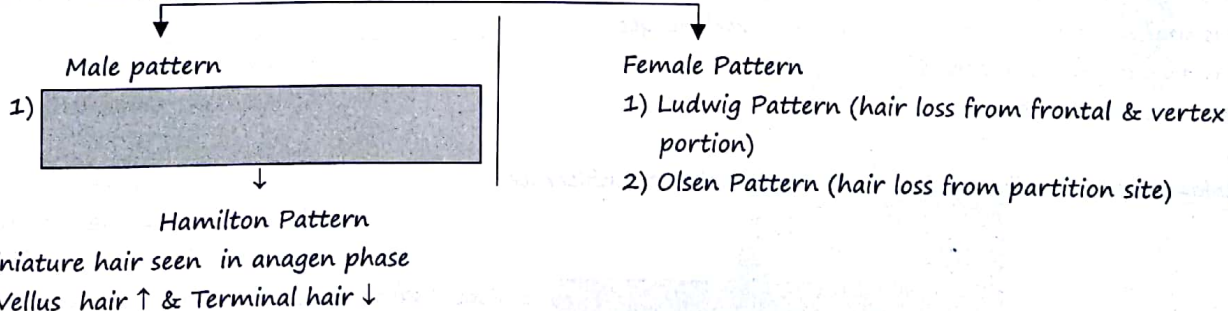 Male pattern
1)
Hamilton Pattern
niature hair seen in anagen phase
Vellus hair ↑ & Terminal hair ↓
Female Pattern
1) Ludwig Pattern (hair loss from frontal & vertex
portion)
2) Olsen Pattern (hair loss from partition site)